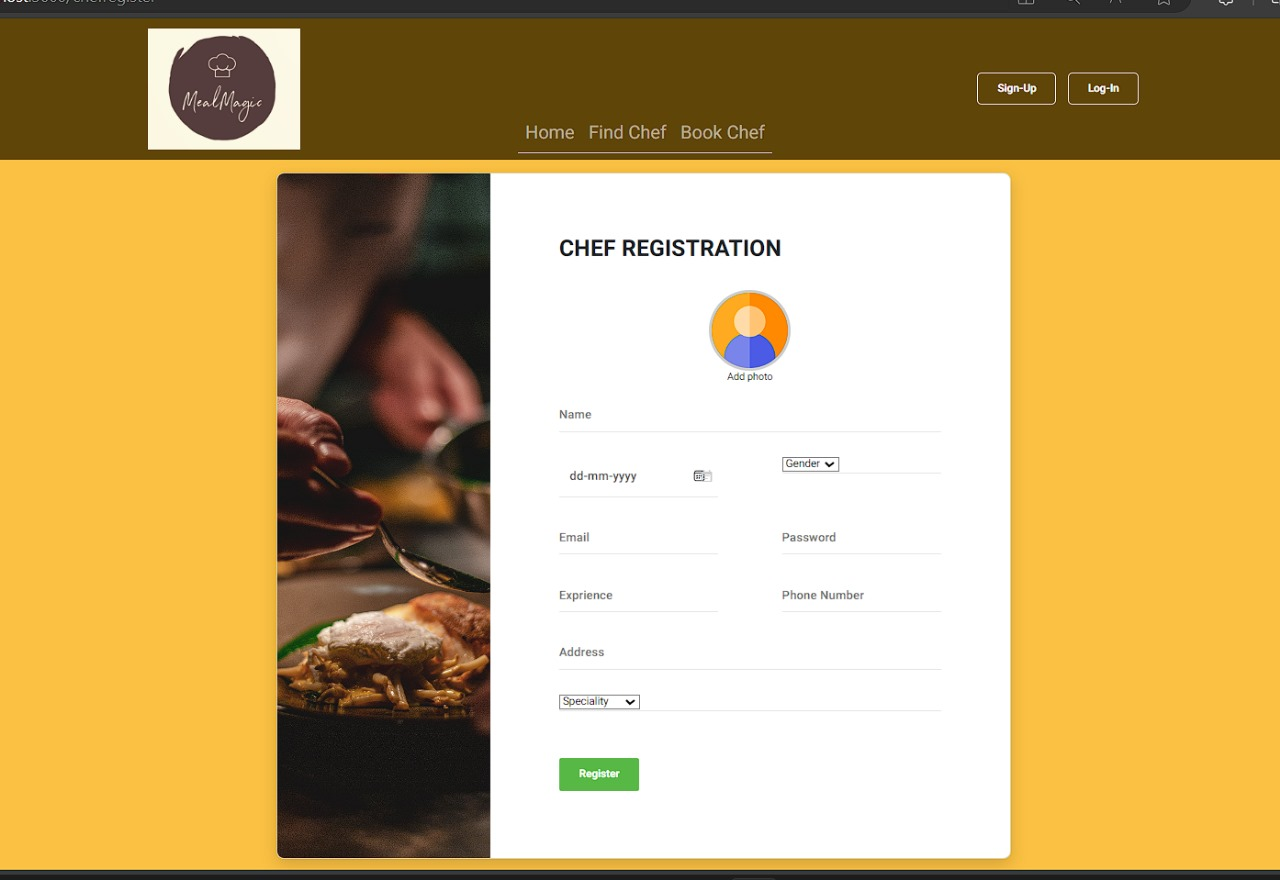 MealMagic
Sign-Up Log-In
Home Find Chef Book Chef
CHEF REGISTRATION
Add photo
Name
dd-mm-yyyy Gender
Email Password
Exprience Phone Number
Address
Speciality
Register